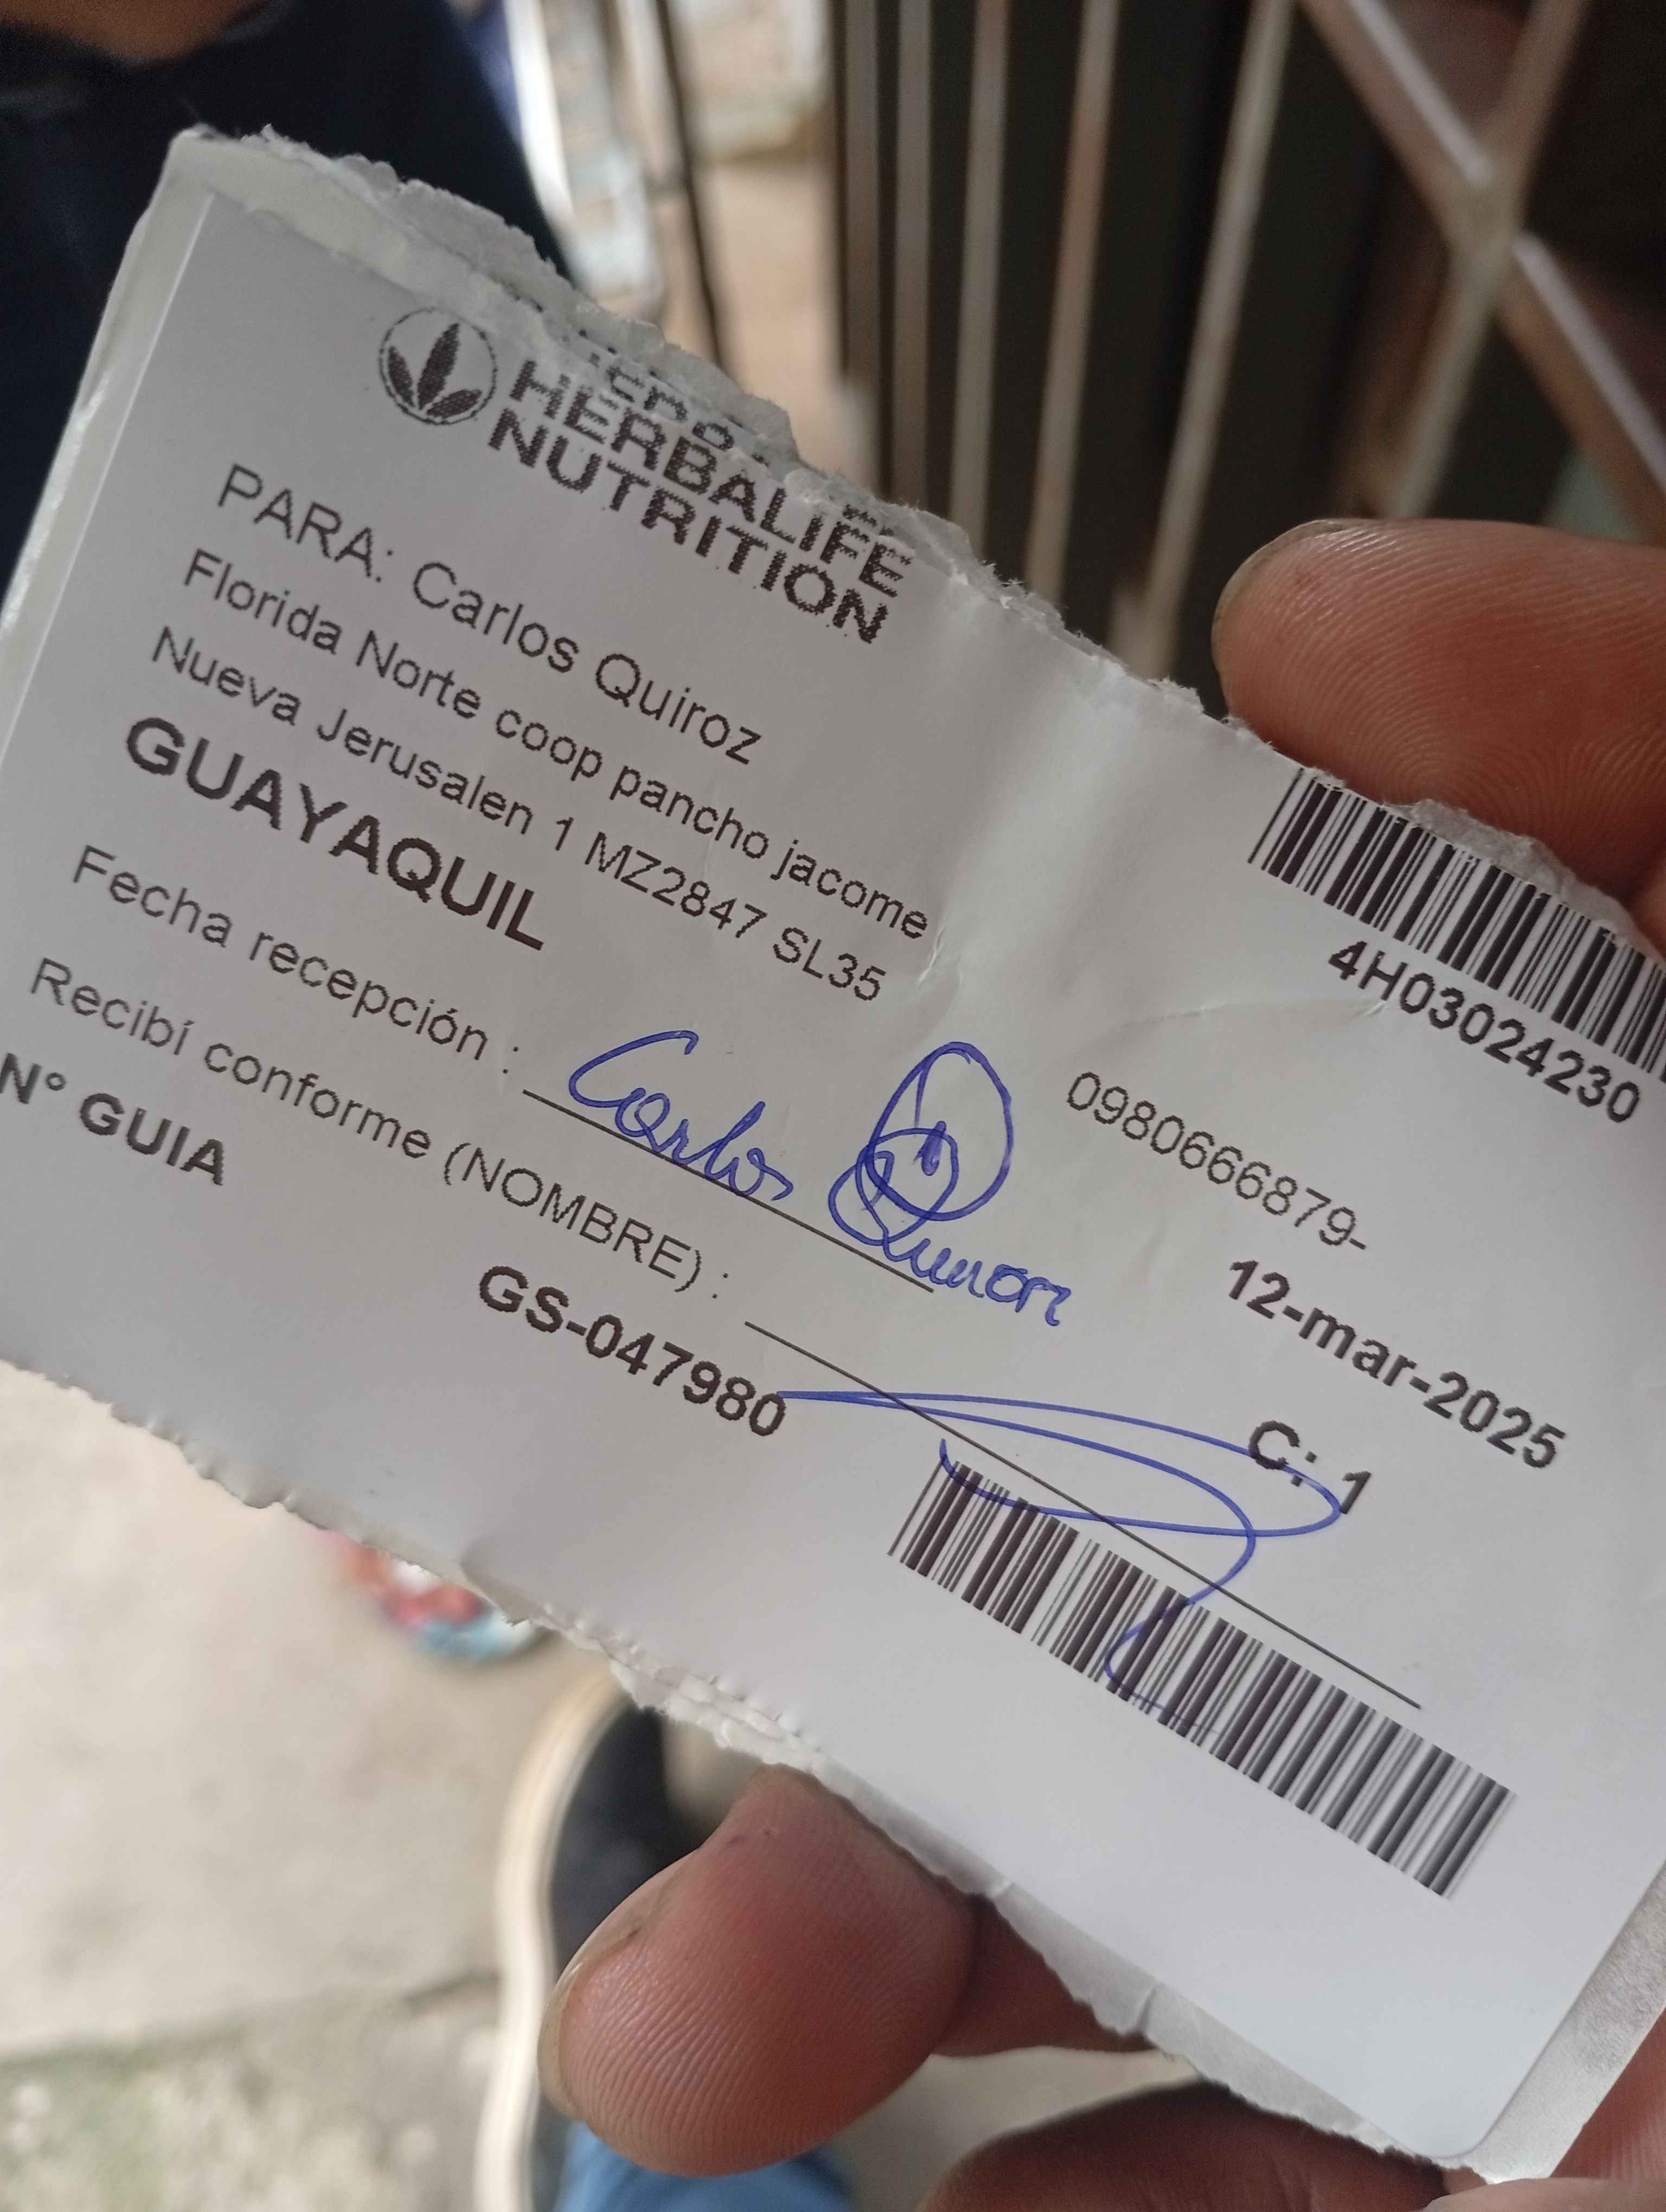 HERBALIFE
NUTRITION
4H03024230
PARA: Carlos Quiroz
Florida Norte coop pancho jacome
Nueva Jerusalen 1 MZ2847 SL35
0980666879-
GUAYAQUIL
12-mar-2025
Fecha recepción : Carlos
C: 1
Recibí conforme (NOMBRE) :
N° GUIA
GS-047980